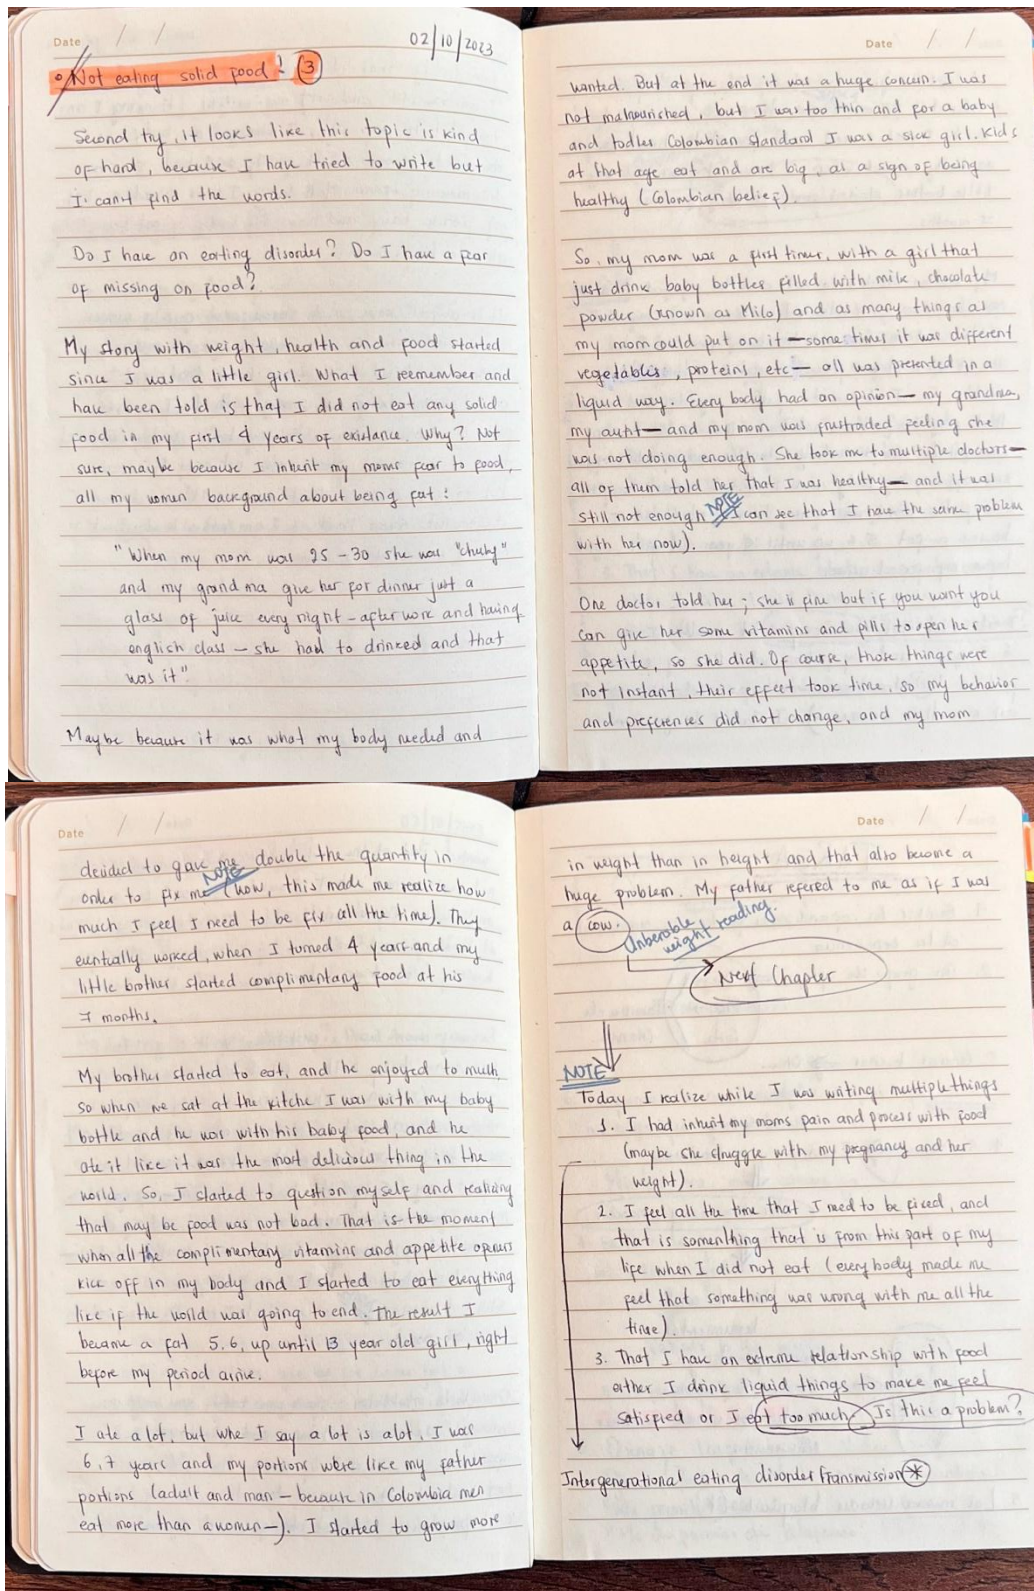 Date / /
02/10/2023
• Not eating solid food! ③
Second try, it looks like this topic is kind
of hard, because I have tried to write but
I can't find the words.
Do I have an eating disorder? Do I have a fear
of missing on food?
My story with weight, health and food started
since I was a little girl. What I reemember and
have been told is that I did not eat any solid
food in my first 4 years of existance. Why? Not
sure, maybe because I inherit my moms fear to food,
all my women background about being fat:
"When my mom was 25-30 she was "chuby"
and my grandma give her for dinner just a
glass of juice every night - after work and having
english class - she had to drinked and that
was it".
Maybe because it was what my body needed and
Date / /
wanted. But at the end it was a huge concern. I was
not malnourished, but I was too thin and for a baby
and todler Colombian standard I was a sick girl. Kids
at that age eat and are big, as a sign of being
healthy (Colombian belief).
So, my mom was a first timer, with a girl that
just drink baby bottles filled with milk, chocolate
powder (known as Milo) and as many things as
my mom could put on it — some times it was different
vegetables, proteins, etc — all was presented in a
liquid way. Every body had an opinion — my grandma,
my aunt — and my mom was frustraded feeling she
was not doing enough. She took me to multiple doctors —
all of them told her that I was healthy — and it was
still not enough NOTE (I can see that I have the same problem
with her now).
One doctor told her; she is fine but if you want you
can give her some vitamins and pills to open her
appetite, so she did. Of course, those things were
not instant, their effect took time, so my behavior
and preferences did not change, and my mom
Date / /
decided to gave me double the quantity in
order to fix me NOTE (wow, this made me realize how
much I feel I need to be fix all the time). They
eventually worked, when I turned 4 years and my
little brother started complimentary food at his
7 months.
My brother started to eat, and he enjoyed to much,
so when we sat at the kitche I was with my baby
bottle and he was with his baby food, and he
ate it like it was the most delicious thing in the
world. So, I started to question myself and realizing
that may be food was not bad. That is the moment
when all the complimentary vitamins and appetite openers
kick off in my body and I started to eat everything
like if the world was going to end. The result I
became a fat 5, 6, up until 13 year old girl, right
before my period arrive.
I ate a lot, but whe I say a lot is alot, I was
6, 7 years and my portions were like my father
portions (adult and man - because in Colombia men
eat more than a women -). I started to grow more
Date / /
in weight than in height and that also become a
huge problem. My father refered to me as if I was
a cow.
Unberable
weight reading.
Next Chapter
NOTE
Today I realize while I was writing multiple things
1. I had inherit my moms pain and process with food
(maybe she struggle with my pregnancy and her
weight).
2. I feel all the time that I need to be fixed, and
that is somenthing that is from this part of my
life when I did not eat (every body made me
feel that something was wrong with me all the
time).
3. That I have an extreme relationship with food
either I drink liquid things to make me feel
satisfied or I eat too much. Is this a problem?
Intergenerational eating disorder Transmission *